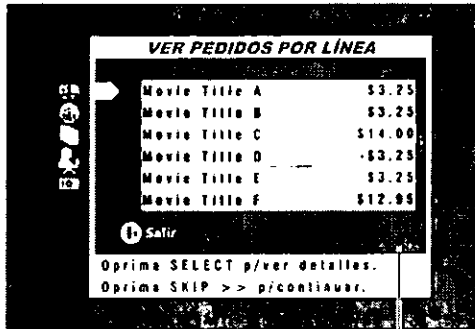 VER PEDIDOS POR LÍNEA
Movie Title A $3.25
Movie Title B $3.25
Movie Title C $14.00
Movie Title D -$3.25
Movie Title E $3.25
Movie Title F $12.95
Salir
Oprima SELECT p/ver detalles.
Oprima SKIP >> p/continuar.